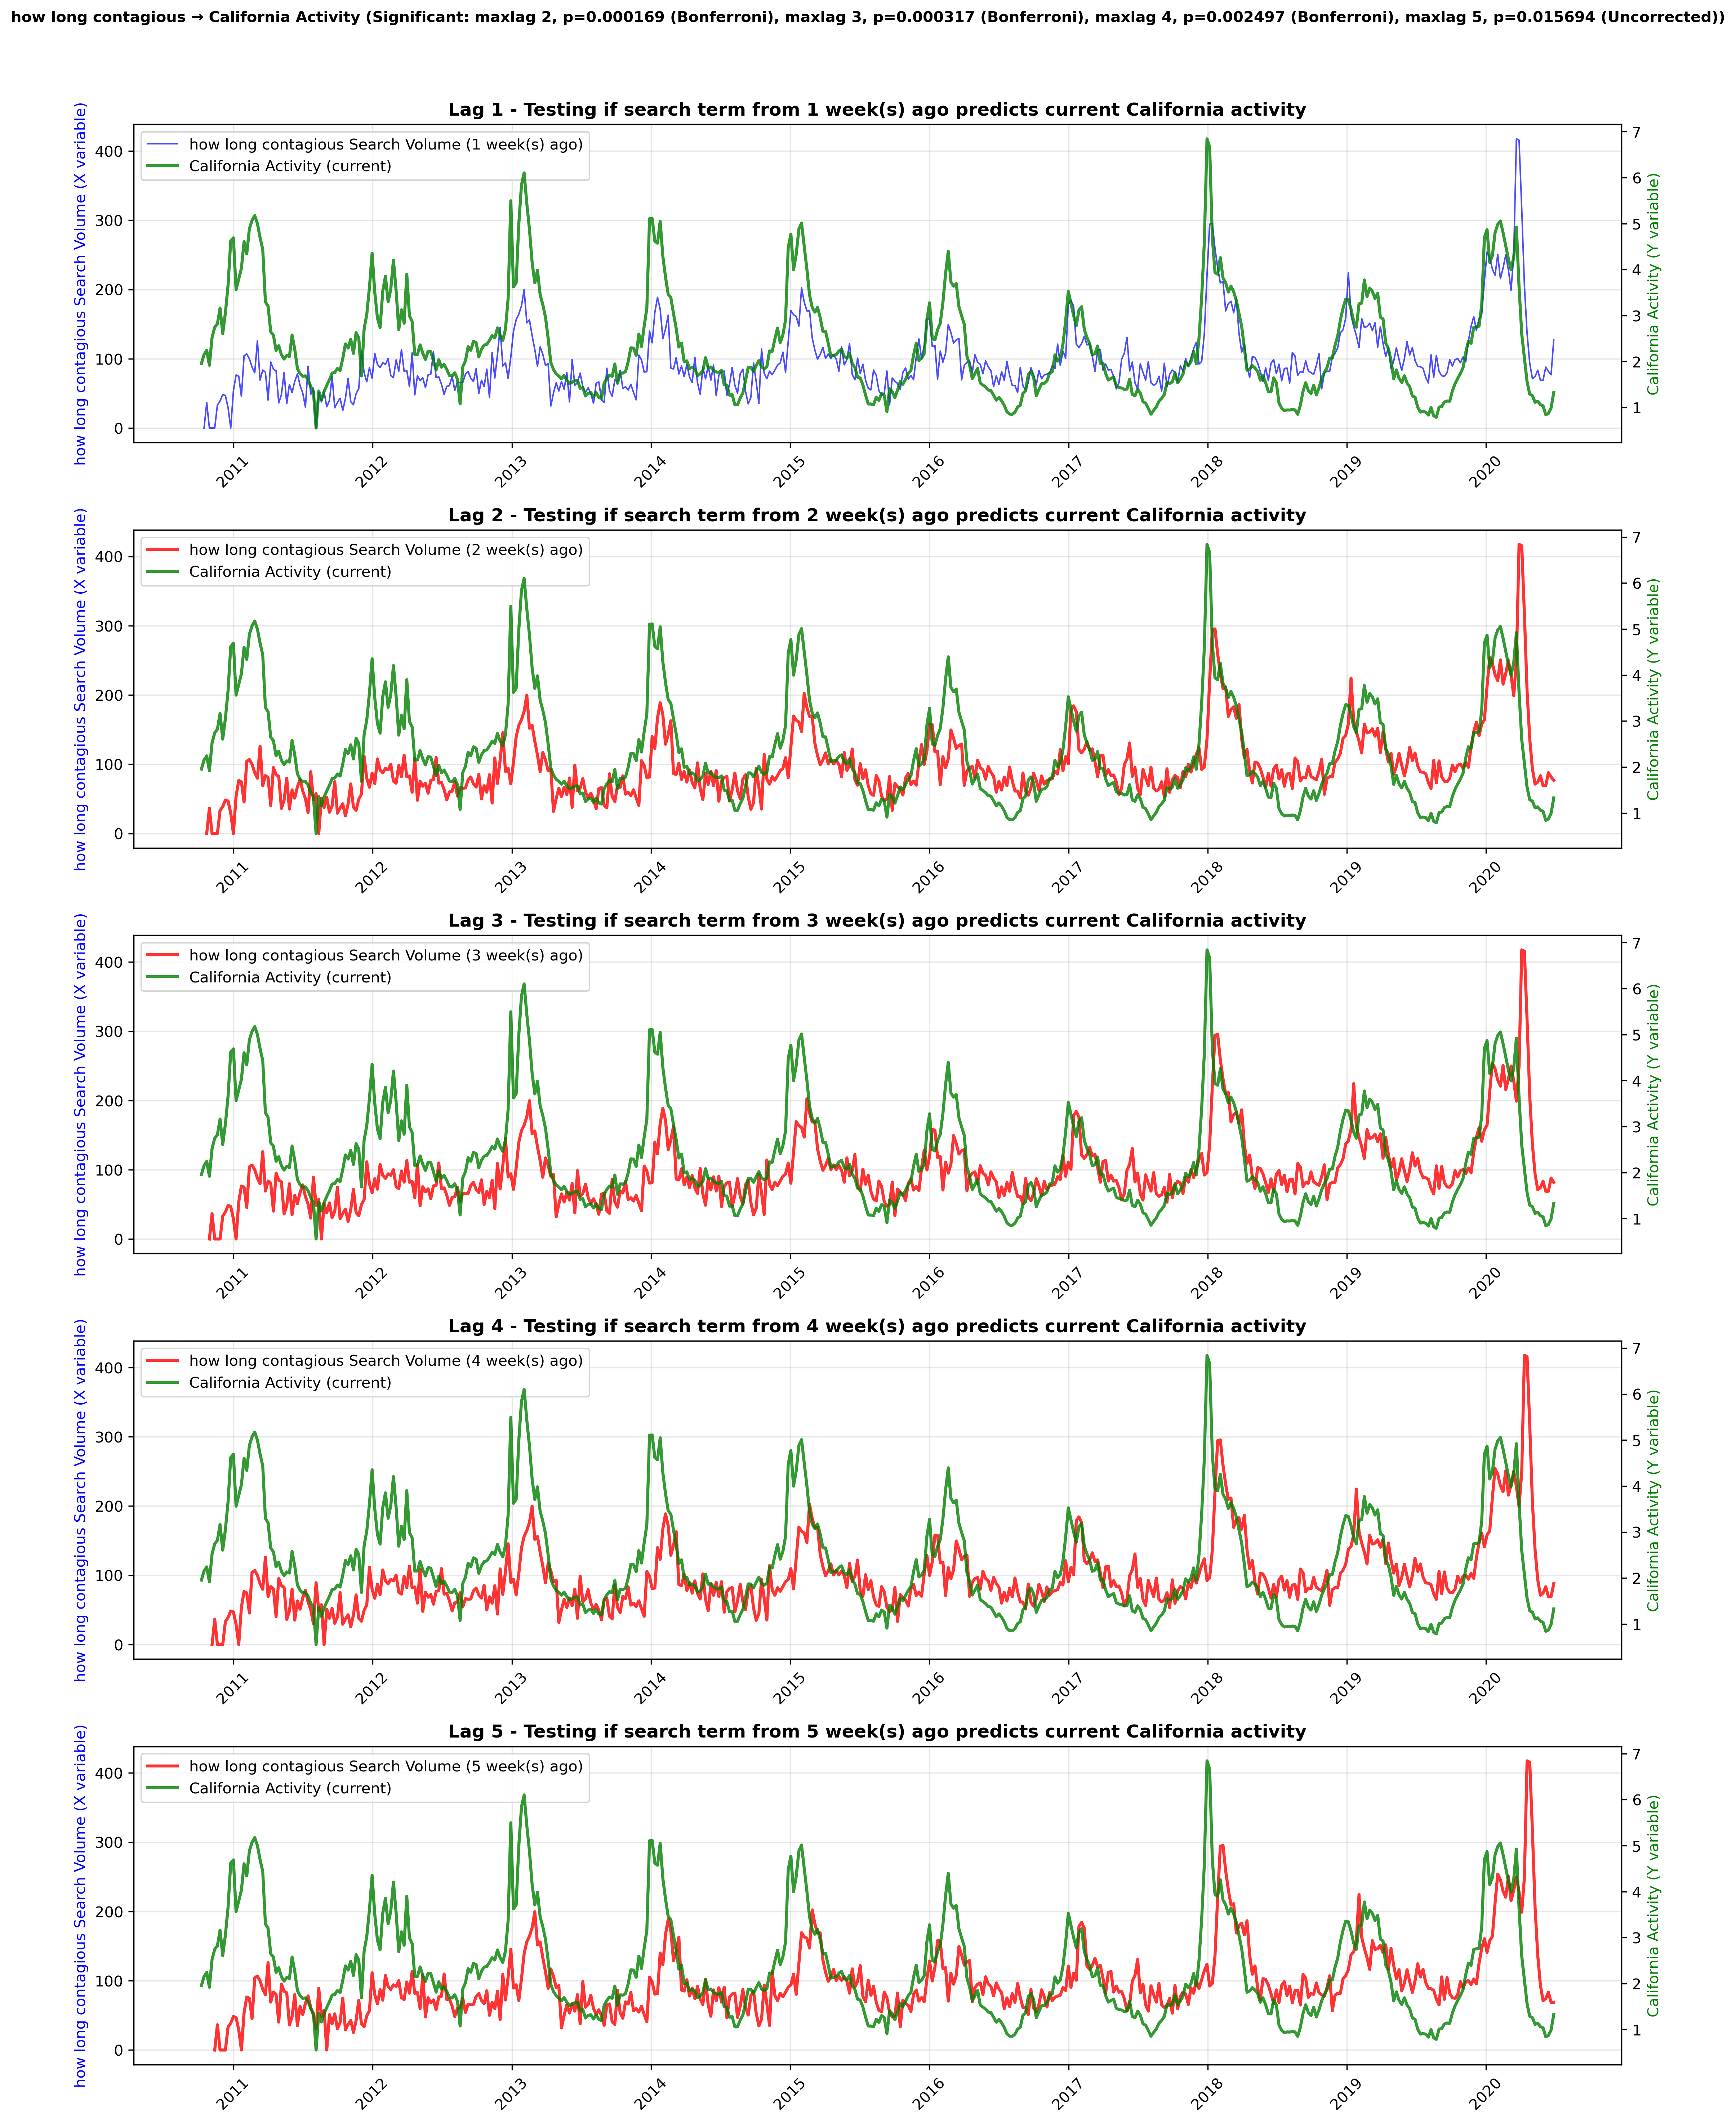 how long contagious → California Activity (Significant: maxlag 2, p=0.000169 (Bonferroni), maxlag 3, p=0.000317 (Bonferroni), maxlag 4, p=0.002497 (Bonferroni), maxlag 5, p=0.015694 (Uncorrected))
Lag 1 - Testing if search term from 1 week(s) ago predicts current California activity
how long contagious Search Volume (X variable)
400
300
200
100
0
how long contagious Search Volume (1 week(s) ago)
California Activity (current)
7
6
5
4
3
2
1
California Activity (Y variable)
2011 2012 2013 2014 2015 2016 2017 2018 2019 2020
Lag 2 - Testing if search term from 2 week(s) ago predicts current California activity
how long contagious Search Volume (X variable)
400
300
200
100
0
how long contagious Search Volume (2 week(s) ago)
California Activity (current)
7
6
5
4
3
2
1
California Activity (Y variable)
2011 2012 2013 2014 2015 2016 2017 2018 2019 2020
Lag 3 - Testing if search term from 3 week(s) ago predicts current California activity
how long contagious Search Volume (X variable)
400
300
200
100
0
how long contagious Search Volume (3 week(s) ago)
California Activity (current)
7
6
5
4
3
2
1
California Activity (Y variable)
2011 2012 2013 2014 2015 2016 2017 2018 2019 2020
Lag 4 - Testing if search term from 4 week(s) ago predicts current California activity
how long contagious Search Volume (X variable)
400
300
200
100
0
how long contagious Search Volume (4 week(s) ago)
California Activity (current)
7
6
5
4
3
2
1
California Activity (Y variable)
2011 2012 2013 2014 2015 2016 2017 2018 2019 2020
Lag 5 - Testing if search term from 5 week(s) ago predicts current California activity
how long contagious Search Volume (X variable)
400
300
200
100
0
how long contagious Search Volume (5 week(s) ago)
California Activity (current)
7
6
5
4
3
2
1
California Activity (Y variable)
2011 2012 2013 2014 2015 2016 2017 2018 2019 2020